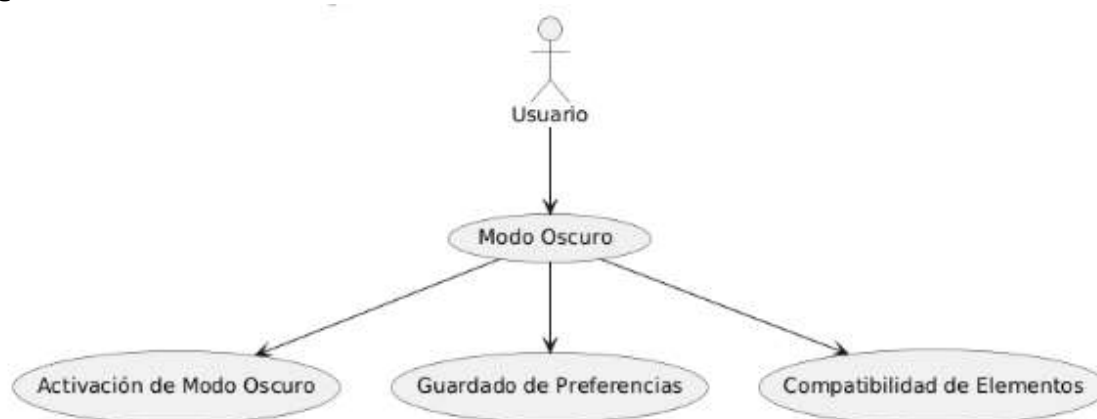 Usuario
Modo Oscuro
Activación de Modo Oscuro
Guardado de Preferencias
Compatibilidad de Elementos